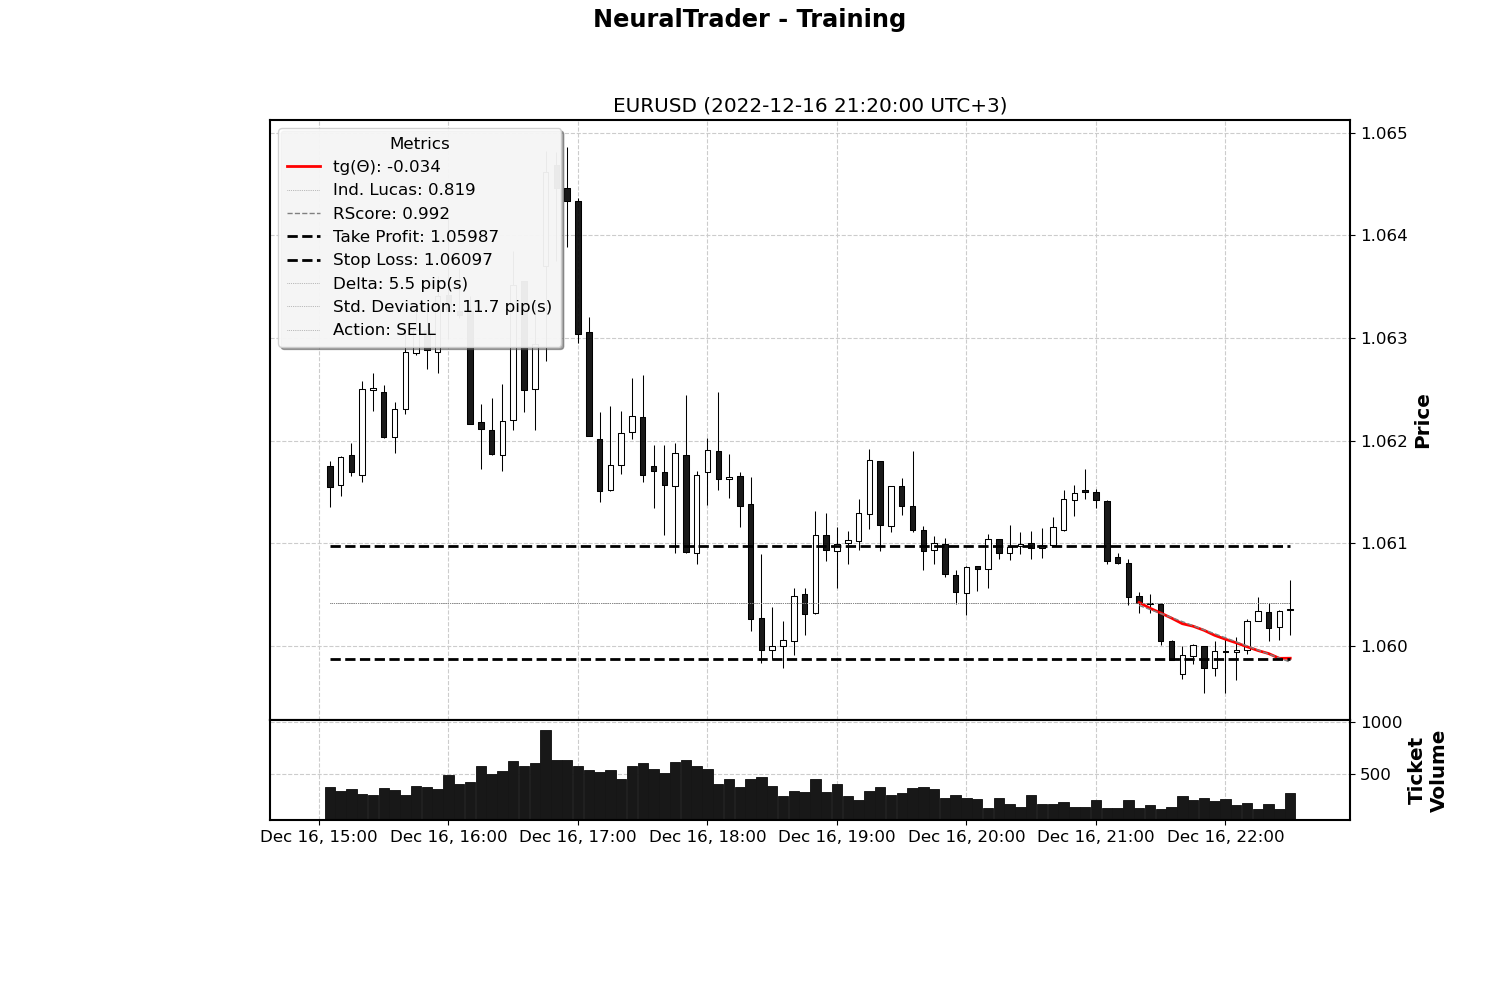 NeuralTrader - Training
EURUSD (2022-12-16 21:20:00 UTC+3)
Metrics
tg(Θ): -0.034
Ind. Lucas: 0.819
RScore: 0.992
Take Profit: 1.05987
Stop Loss: 1.06097
Delta: 5.5 pip(s)
Std. Deviation: 11.7 pip(s)
Action: SELL
1.065
1.064
1.063
1.062
1.061
1.060
Price
1000
500
Ticket
Volume
Dec 16, 15:00 Dec 16, 16:00 Dec 16, 17:00 Dec 16, 18:00 Dec 16, 19:00 Dec 16, 20:00 Dec 16, 21:00 Dec 16, 22:00